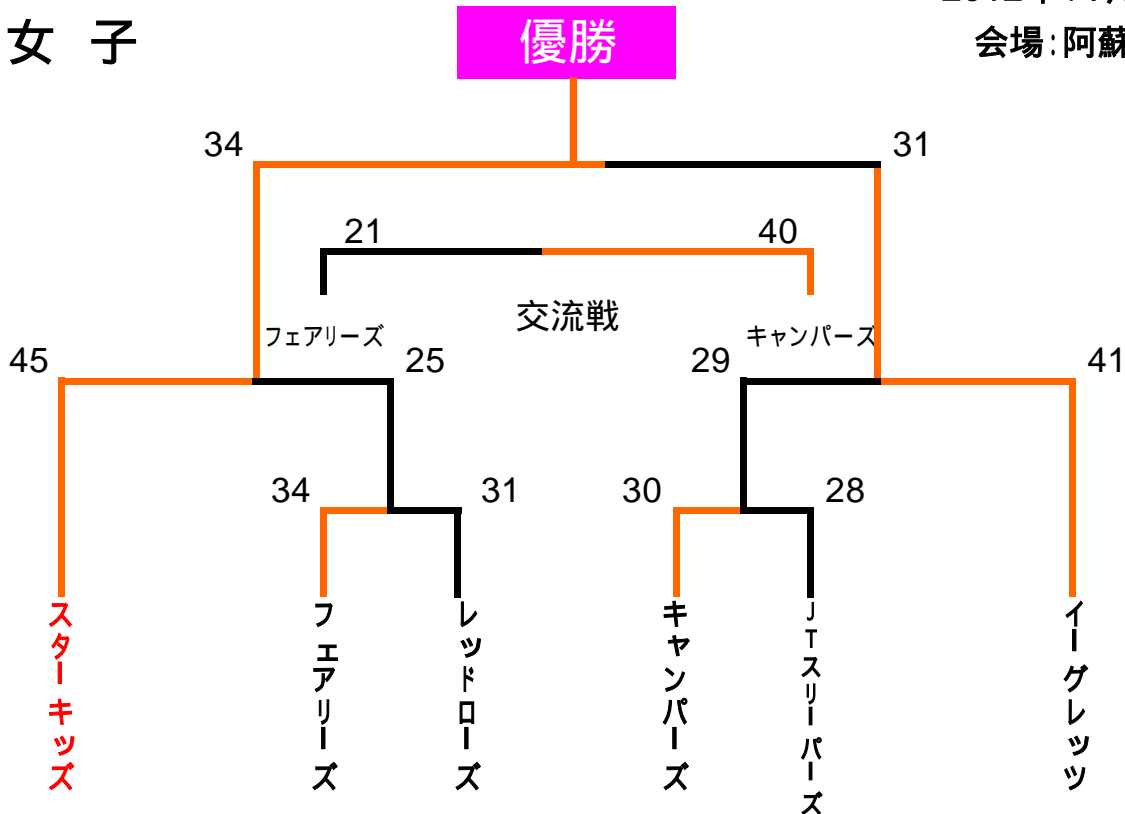 女 子
優勝
会場:阿蘇
34
31
21
40
交流戦
フェアリーズ
キャンパーズ
45
25
29
41
34
31
30
28
スターキッズ
フェアリーズ
レッドローズ
キャンパーズ
JTスリーパーズ
イーグレッツ